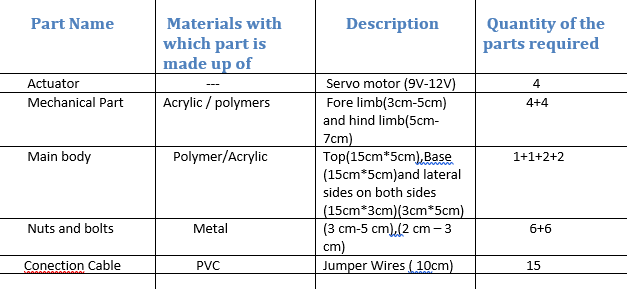 Part Name Materials with which part is made up of Description Quantity of the parts required
Actuator --- Servo motor (9V-12V) 4
Mechanical Part Acrylic / polymers Fore limb(3cm-5cm) and hind limb(5cm-7cm) 4+4
Main body Polymer/Acrylic Top(15cm*5cm),Base (15cm*5cm)and lateral sides on both sides (15cm*3cm)(3cm*5cm) 1+1+2+2
Nuts and bolts Metal (3 cm-5 cm),(2 cm – 3 cm) 6+6
Conection Cable PVC Jumper Wires ( 10cm) 15